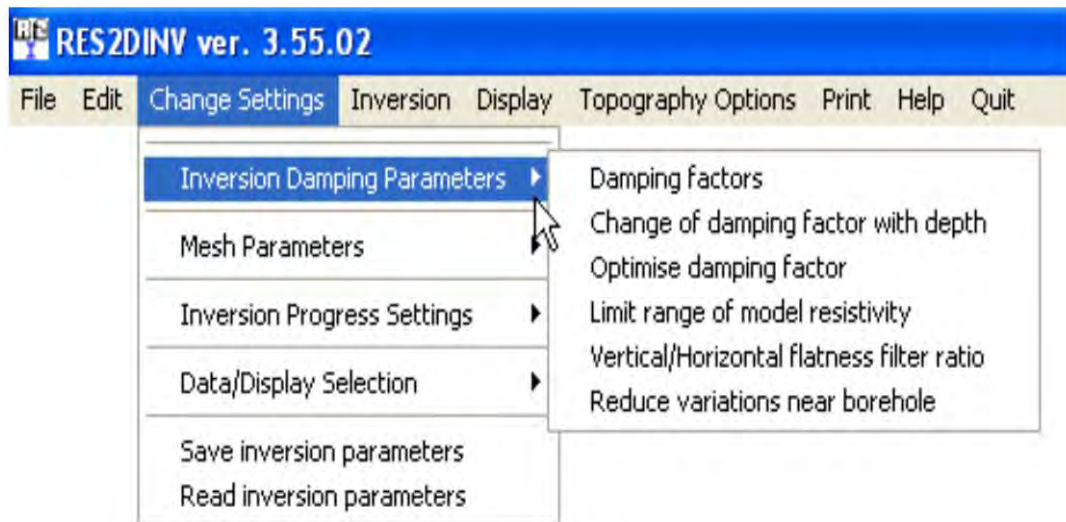 RES2DINV ver. 3.55.02
File Edit Change Settings Inversion Display Topography Options Print Help Quit
Inversion Damping Parameters
Mesh Parameters
Inversion Progress Settings
Data/Display Selection
Save inversion parameters
Read inversion parameters
Damping factors
Change of damping factor with depth
Optimise damping factor
Limit range of model resistivity
Vertical/Horizontal flatness filter ratio
Reduce variations near borehole